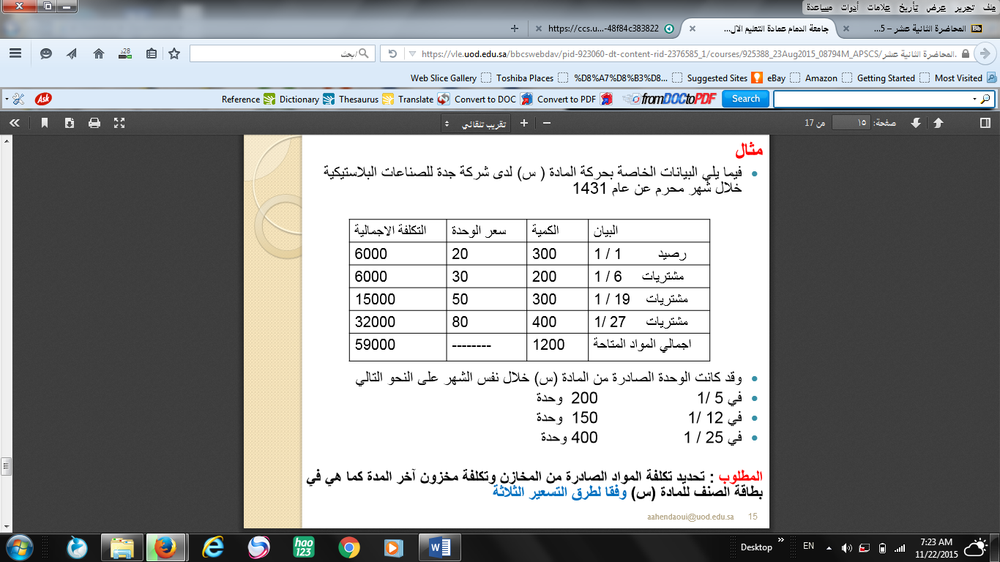 ملف تحرير عرض تأريخ علامات أدوات مساعدة
المحاضرة الثانية عشر – 5...
جامعة الدمام عمادة التعليم الال...
https://ccs.u...-48f84c383822
https://vle.uod.edu.sa/bbcswebdav/pid-923060-dt-content-rid-2376585_1/courses/925388_23Aug2015_08794M_APSCS/المحاضرة الثانية عشر.
بحث
28د
Most Visited
Getting Started
Amazon
eBay
Suggested Sites
%D8%A7%D8%B3%D8...
Toshiba Places
Web Slice Gallery
Search
fromDOCtoPDF
Convert to PDF
Convert to DOC
Translate
Thesaurus
Dictionary
Reference
Ask
صفحة: ١٥ من 17
تقريب تلقائي
مثال
فيما يلي البيانات الخاصة بحركة المادة ( س) لدى شركة جدة للصناعات البلاستيكية
خلال شهر محرم عن عام 1431
البيان الكمية سعر الوحدة التكلفة الاجمالية
رصيد 1 / 1 300 20 6000
مشتريات 6 / 1 200 30 6000
مشتريات 19 / 1 300 50 15000
مشتريات 27 /1 400 80 32000
اجمالي المواد المتاحة 1200 -------- 59000
وقد كانت الوحدة الصادرة من المادة (س) خلال نفس الشهر على النحو التالي
في 5 /1 200 وحدة
في 12 /1 150 وحدة
في 25 / 1 400 وحدة
المطلوب : تحديد تكلفة المواد الصادرة من المخازن وتكلفة مخزون آخر المدة كما هي في
بطاقة الصنف للمادة (س) وفقا لطرق التسعير الثلاثة
aahendaoui@uod.edu.sa 15
hao
123
Desktop
EN
7:23 AM
11/22/2015